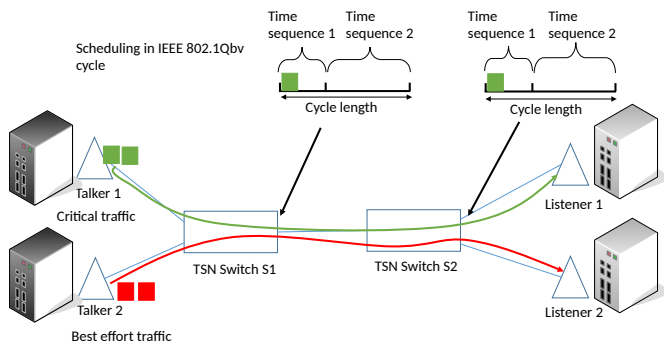 Scheduling in IEEE 802.1Qbv
cycle
Time
sequence 1
Time
sequence 2
Cycle length
Time
sequence 1
Time
sequence 2
Cycle length
Talker 1
Critical traffic
TSN Switch S1
TSN Switch S2
Listener 1
Talker 2
Best effort traffic
Listener 2